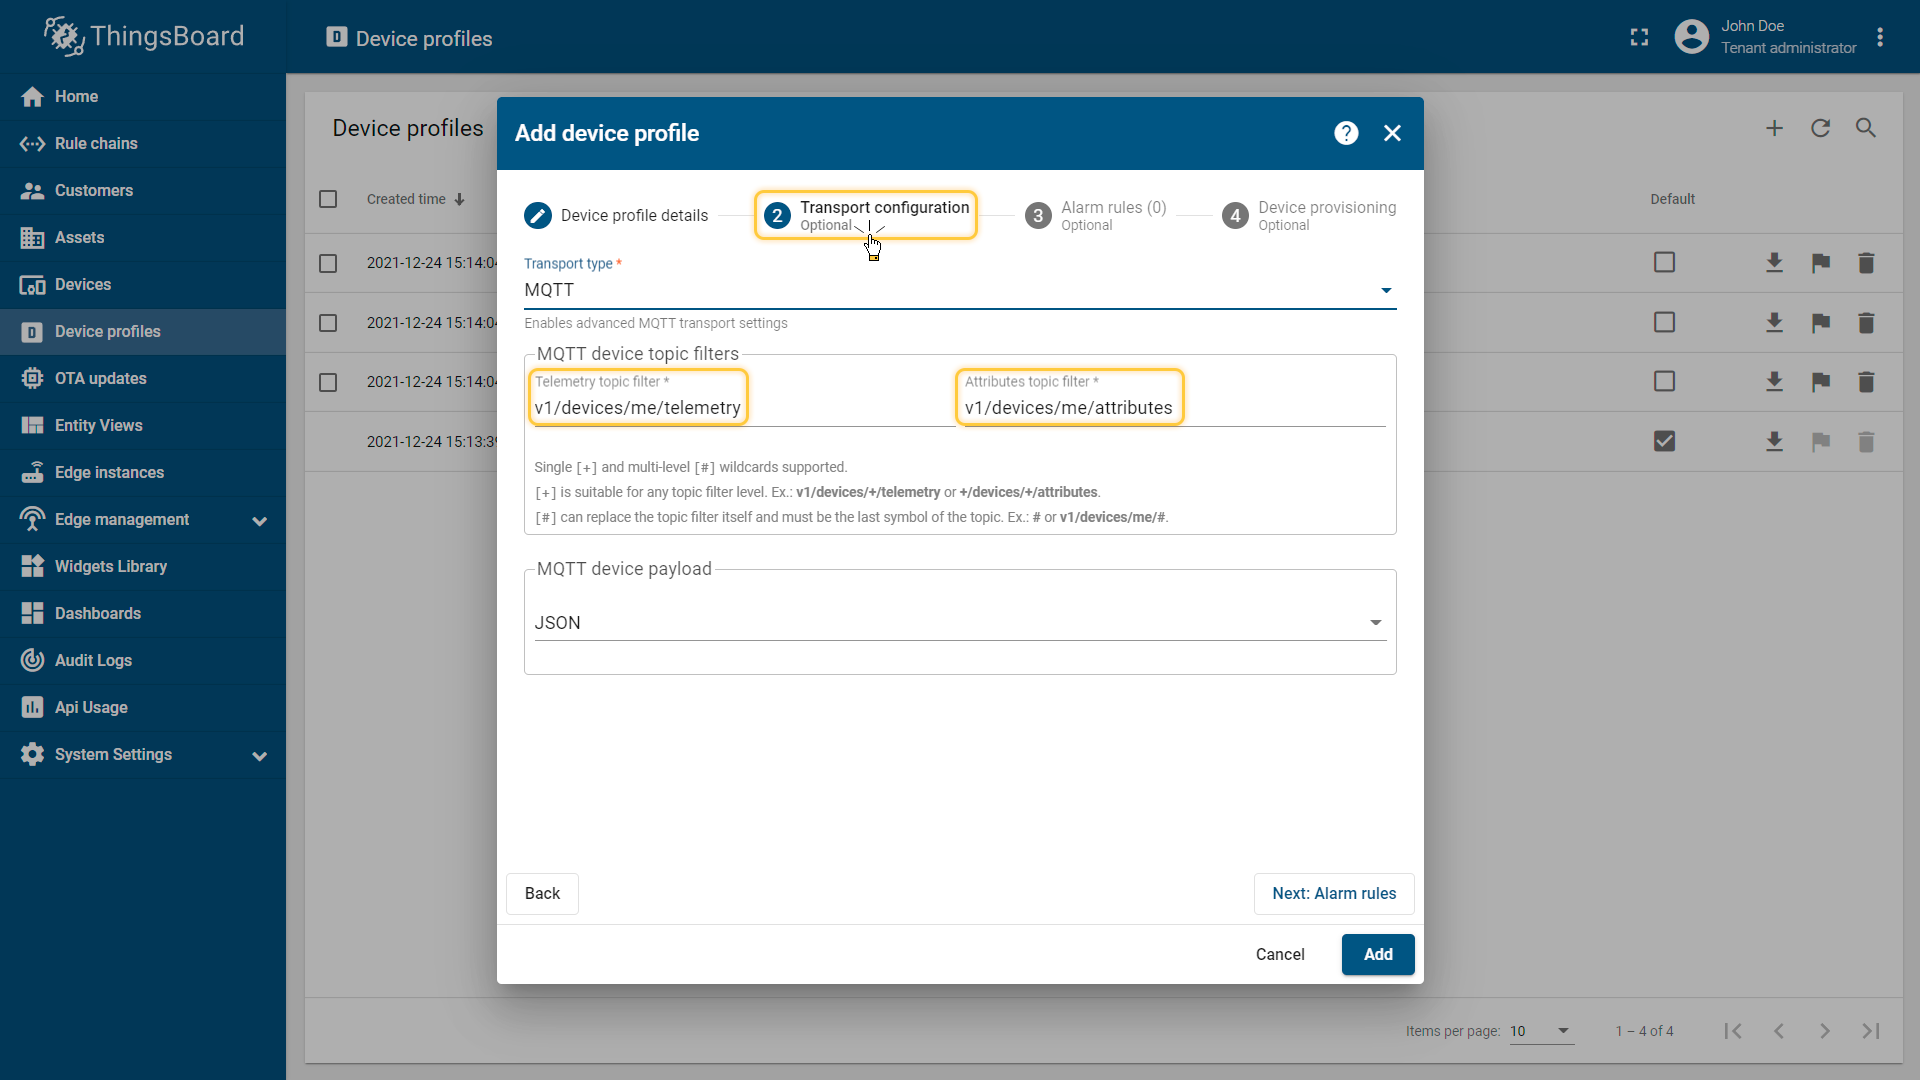 ThingsBoard
Device profiles
John Doe
Tenant administrator
Home
Rule chains
Customers
Assets
Devices
Device profiles
OTA updates
Entity Views
Edge instances
Edge management
Widgets Library
Dashboards
Audit Logs
Api Usage
System Settings
Device profiles
Created time
Default
2021-12-24 15:14:04
2021-12-24 15:14:04
2021-12-24 15:14:04
2021-12-24 15:13:39
Add device profile
Device profile details
2 Transport configuration
Optional
3 Alarm rules (0)
Optional
4 Device provisioning
Optional
Transport type *
MQTT
Enables advanced MQTT transport settings
MQTT device topic filters
Telemetry topic filter *
v1/devices/me/telemetry
Attributes topic filter *
v1/devices/me/attributes
Single [+] and multi-level [#] wildcards supported.
[+] is suitable for any topic filter level. Ex.: v1/devices/+/telemetry or +/devices/+/attributes.
[#] can replace the topic filter itself and must be the last symbol of the topic. Ex.: # or v1/devices/me/#.
MQTT device payload
JSON
Back
Next: Alarm rules
Cancel
Add
Items per page: 10
1 – 4 of 4